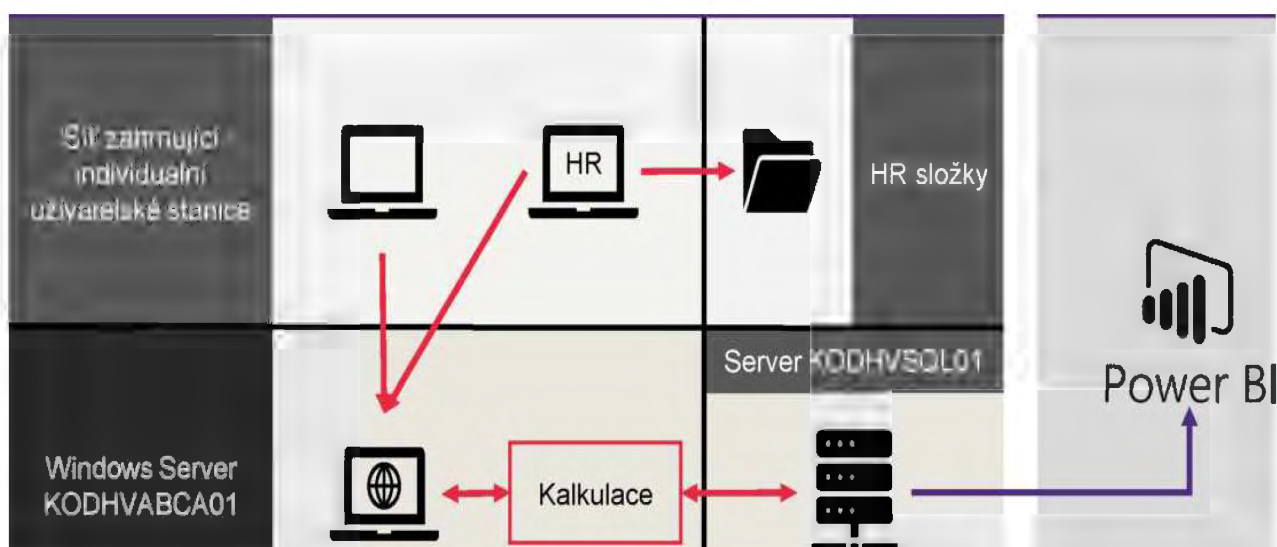 Síť zahrnující
individuální
uživatelské stanice
HR
HR složky
Server KODHVSQL01
Power BI
Windows Server
KODHVABCA01
Kalkulace